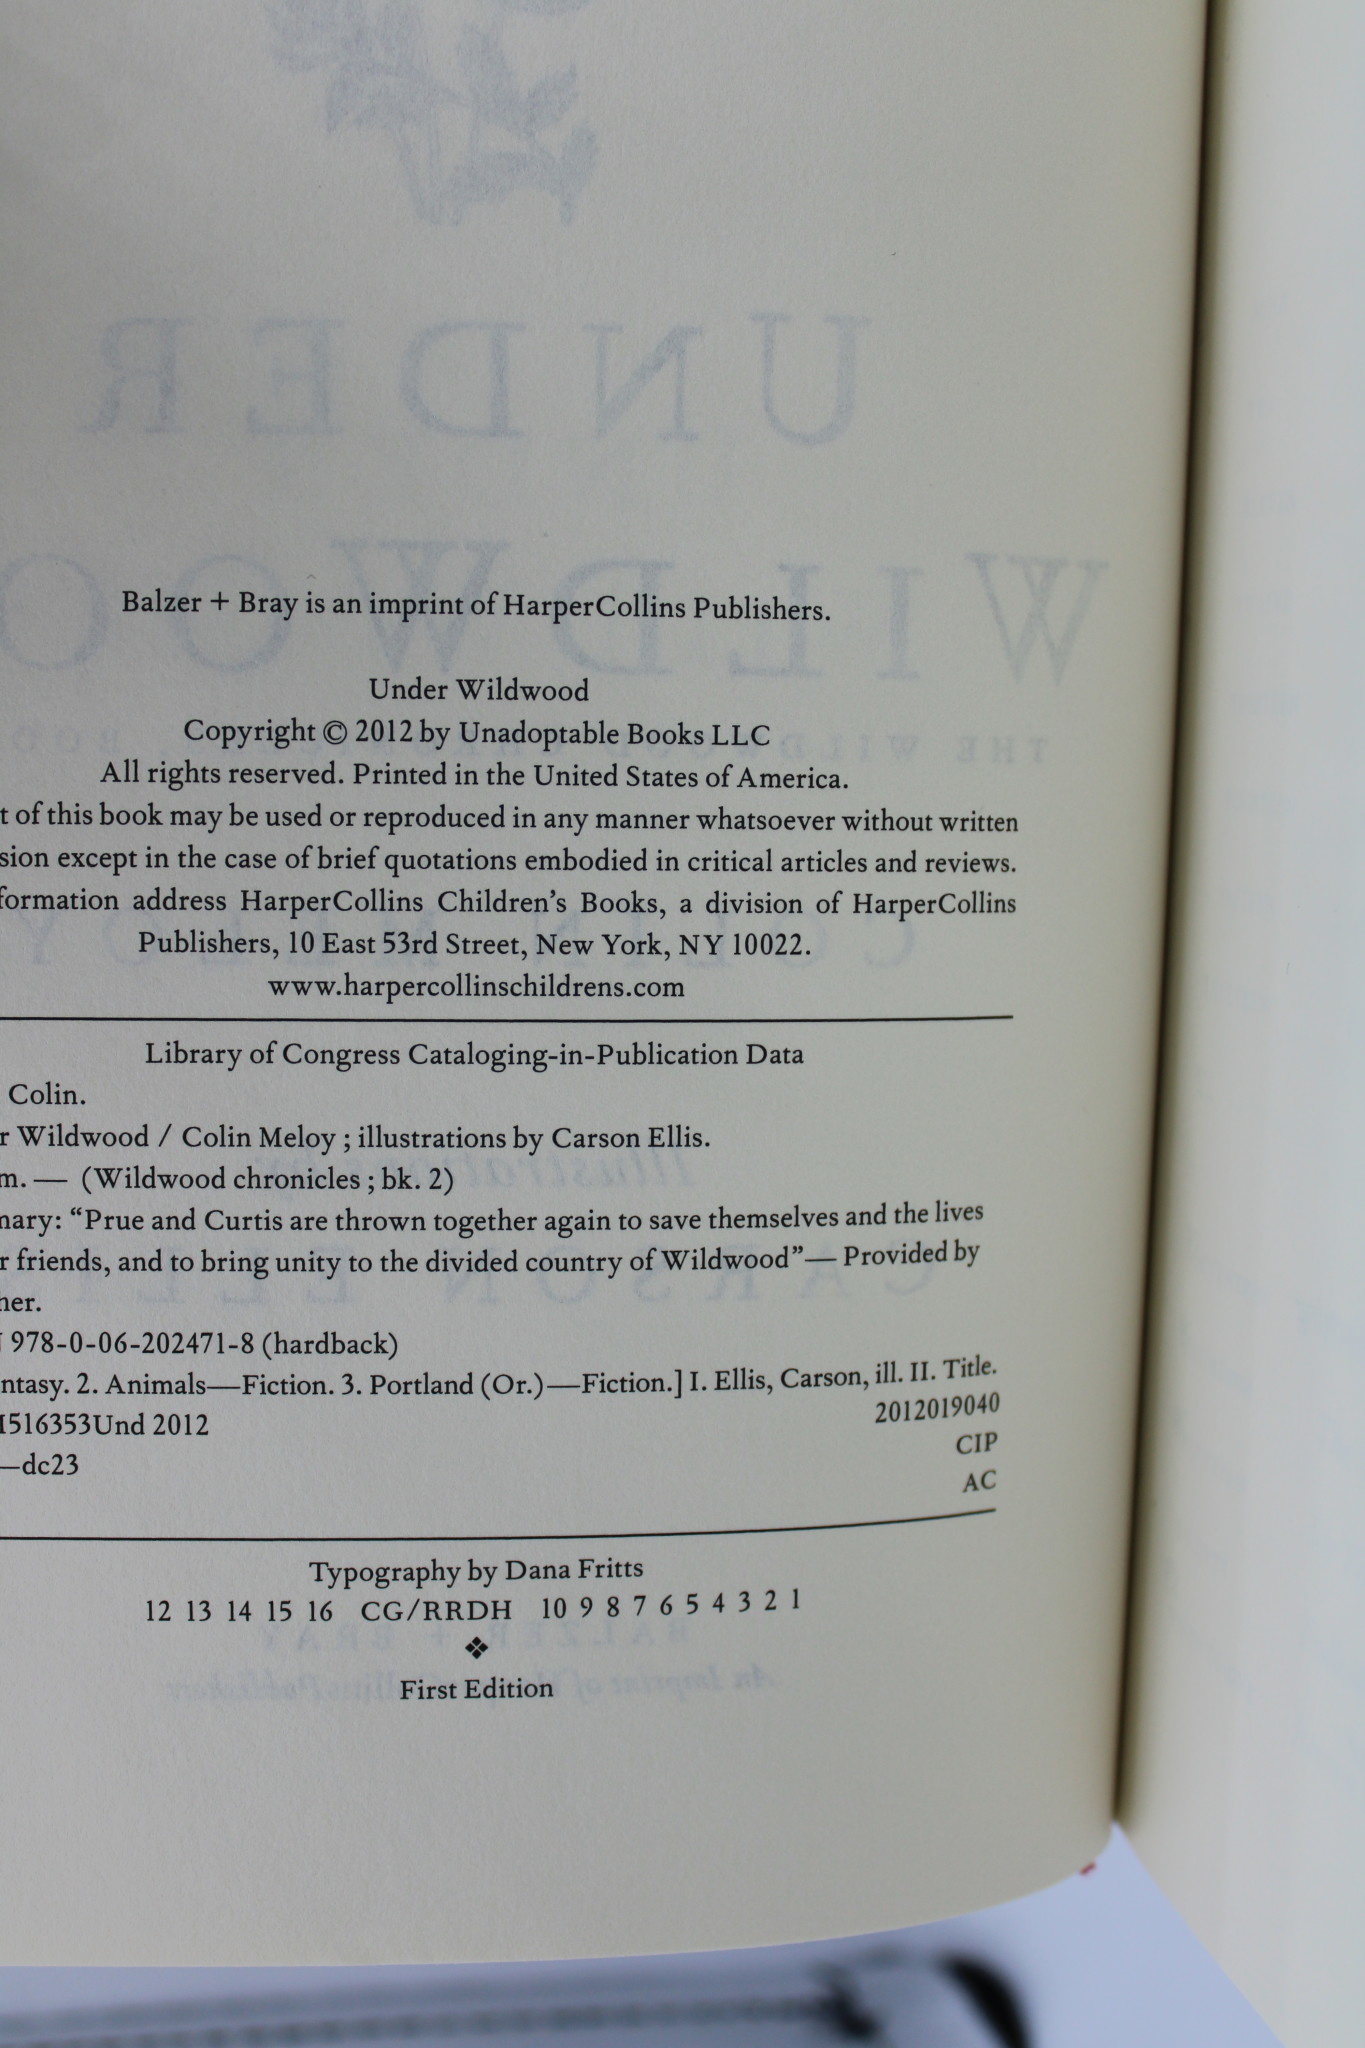 Balzer + Bray is an imprint of HarperCollins Publishers.
Under Wildwood
Copyright © 2012 by Unadoptable Books LLC
All rights reserved. Printed in the United States of America.
t of this book may be used or reproduced in any manner whatsoever without written
sion except in the case of brief quotations embodied in critical articles and reviews.
formation address HarperCollins Children's Books, a division of HarperCollins
Publishers, 10 East 53rd Street, New York, NY 10022.
www.harpercollinschildrens.com
Library of Congress Cataloging-in-Publication Data
Colin.
r Wildwood / Colin Meloy ; illustrations by Carson Ellis.
m. — (Wildwood chronicles ; bk. 2)
mary: “Prue and Curtis are thrown together again to save themselves and the lives
r friends, and to bring unity to the divided country of Wildwood”— Provided by
her.
978-0-06-202471-8 (hardback)
ntasy. 2. Animals—Fiction. 3. Portland (Or.)—Fiction.] I. Ellis, Carson, ill. II. Title.
516353Und 2012 2012019040
CIP
—dc23 AC
Typography by Dana Fritts
12 13 14 15 16 CG/RRDH 10 9 8 7 6 5 4 3 2 1
❖
First Edition